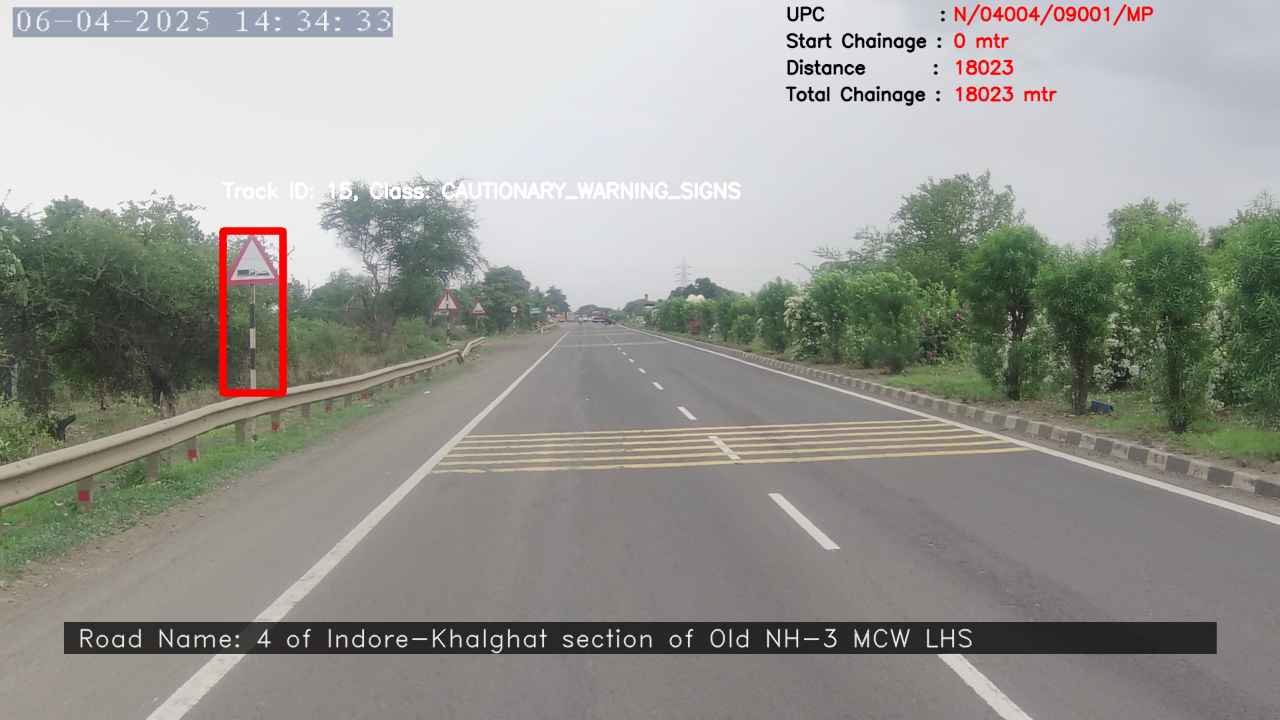 06-04-2025 14:34:33
UPC : N/04004/09001/MP
Start Chainage : 0 mtr
Distance : 18023
Total Chainage : 18023 mtr
Track ID: 15, Class: CAUTIONARY_WARNING_SIGNS
Road Name: 4 of Indore-Khalghat section of Old NH-3 MCW LHS